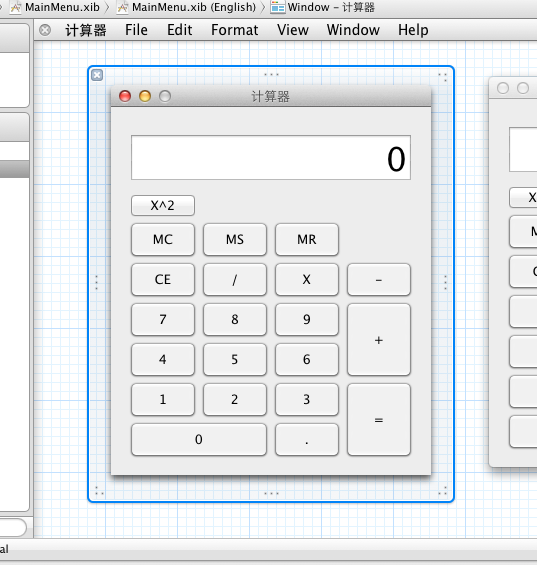 MainMenu.xib MainMenu.xib (English) Window – 计算器
计算器 File Edit Format View Window Help
计算器
0
X^2
MC MS MR
CE / X -
7 8 9 +
4 5 6
1 2 3 =
0 .
al